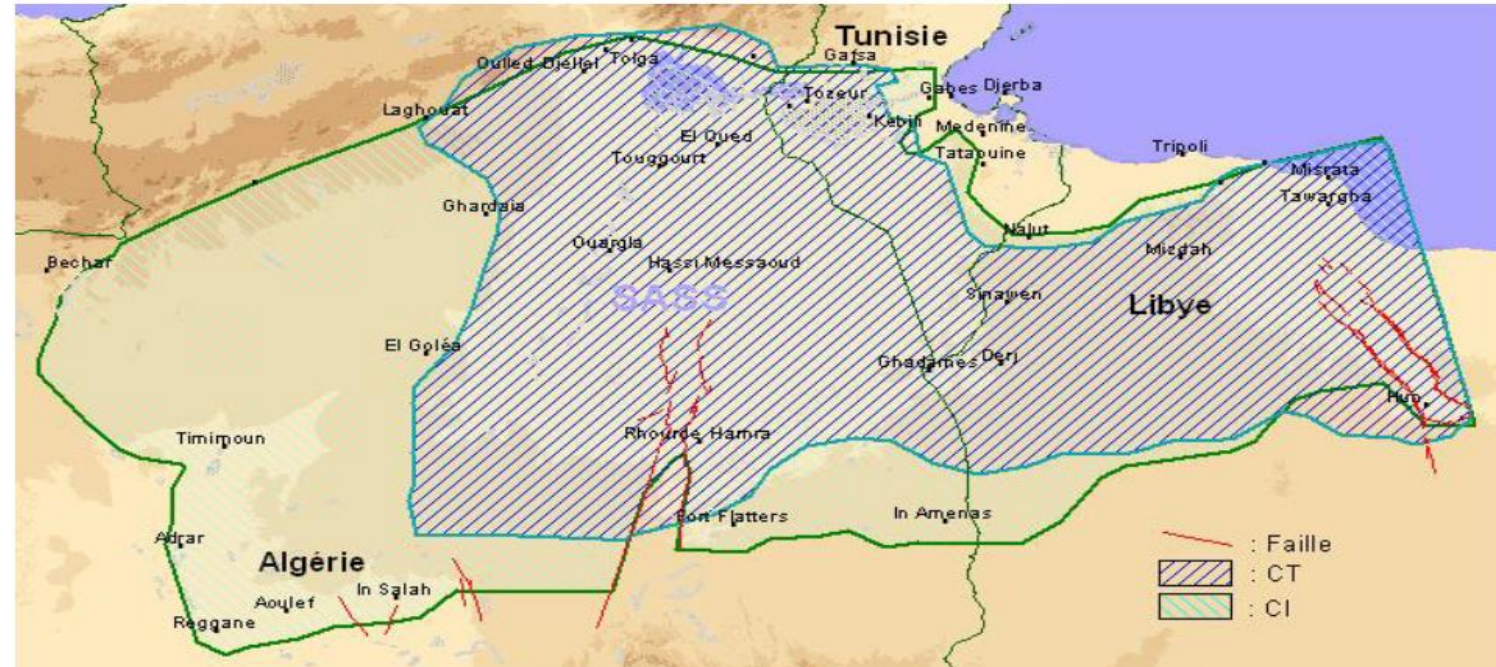 Tunisie
Gafsa
Tolga
Oulled Djellel
Gabes
Djerba
Tozeur
Laghouat
Kebili
Medenine
El Oued
Tripoli
Touggourt
Tataouine
Misrata
Tawargha
Ghardaia
Nalut
Ouargla
Mizdah
Bechar
Hassi Messaoud
SASS
Sinawen
Libye
El Goléa
Ghadames
Derj
Hun
Timimoun
Rhourde Hamra
Fort Flatters
In Amenas
Adrar
: Faille
Algérie
: CT
In Salah
Aoulef
: CI
Reggane